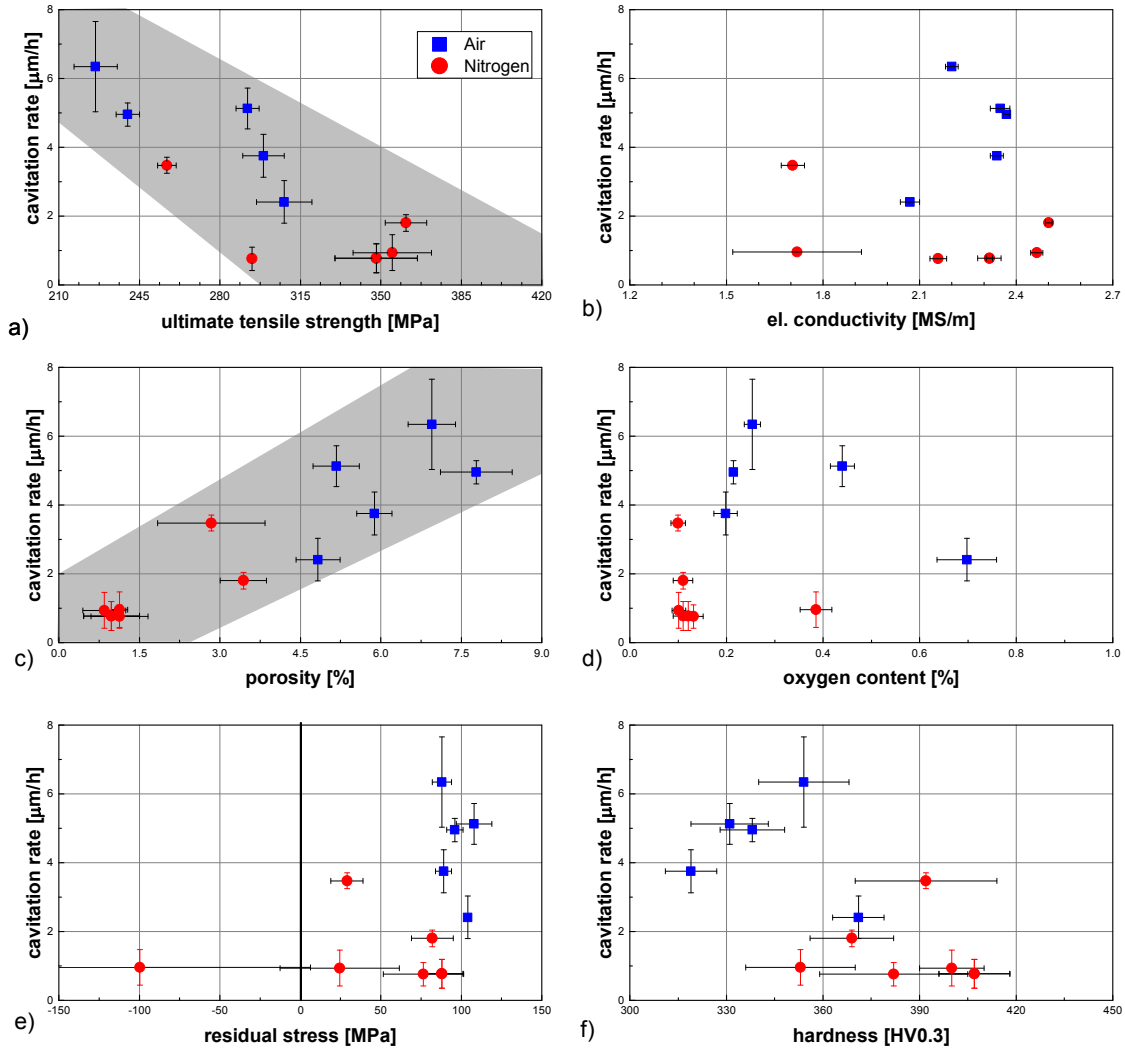 8
6
4
2
0
cavitation rate [µm/h]
Air
Nitrogen
210 245 280 315 350 385 420
a)
ultimate tensile strength [MPa]
8
6
4
2
0
cavitation rate [µm/h]
1.2 1.5 1.8 2.1 2.4 2.7
b)
el. conductivity [MS/m]
8
6
4
2
0
cavitation rate [µm/h]
0.0 1.5 3.0 4.5 6.0 7.5 9.0
c)
porosity [%]
8
6
4
2
0
cavitation rate [µm/h]
0.0 0.2 0.4 0.6 0.8 1.0
d)
oxygen content [%]
8
6
4
2
0
cavitation rate [µm/h]
-150 -100 -50 0 50 100 150
e)
residual stress [MPa]
8
6
4
2
0
cavitation rate [µm/h]
300 330 360 390 420 450
f)
hardness [HV0.3]